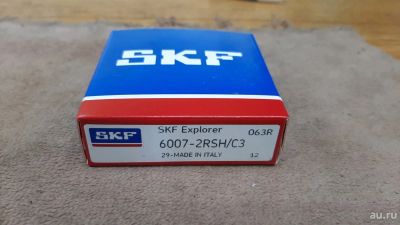 SKF
SKF
SKF Explorer 063R
6007-2RSH/C3
29-MADE IN ITALY 12
au.ru